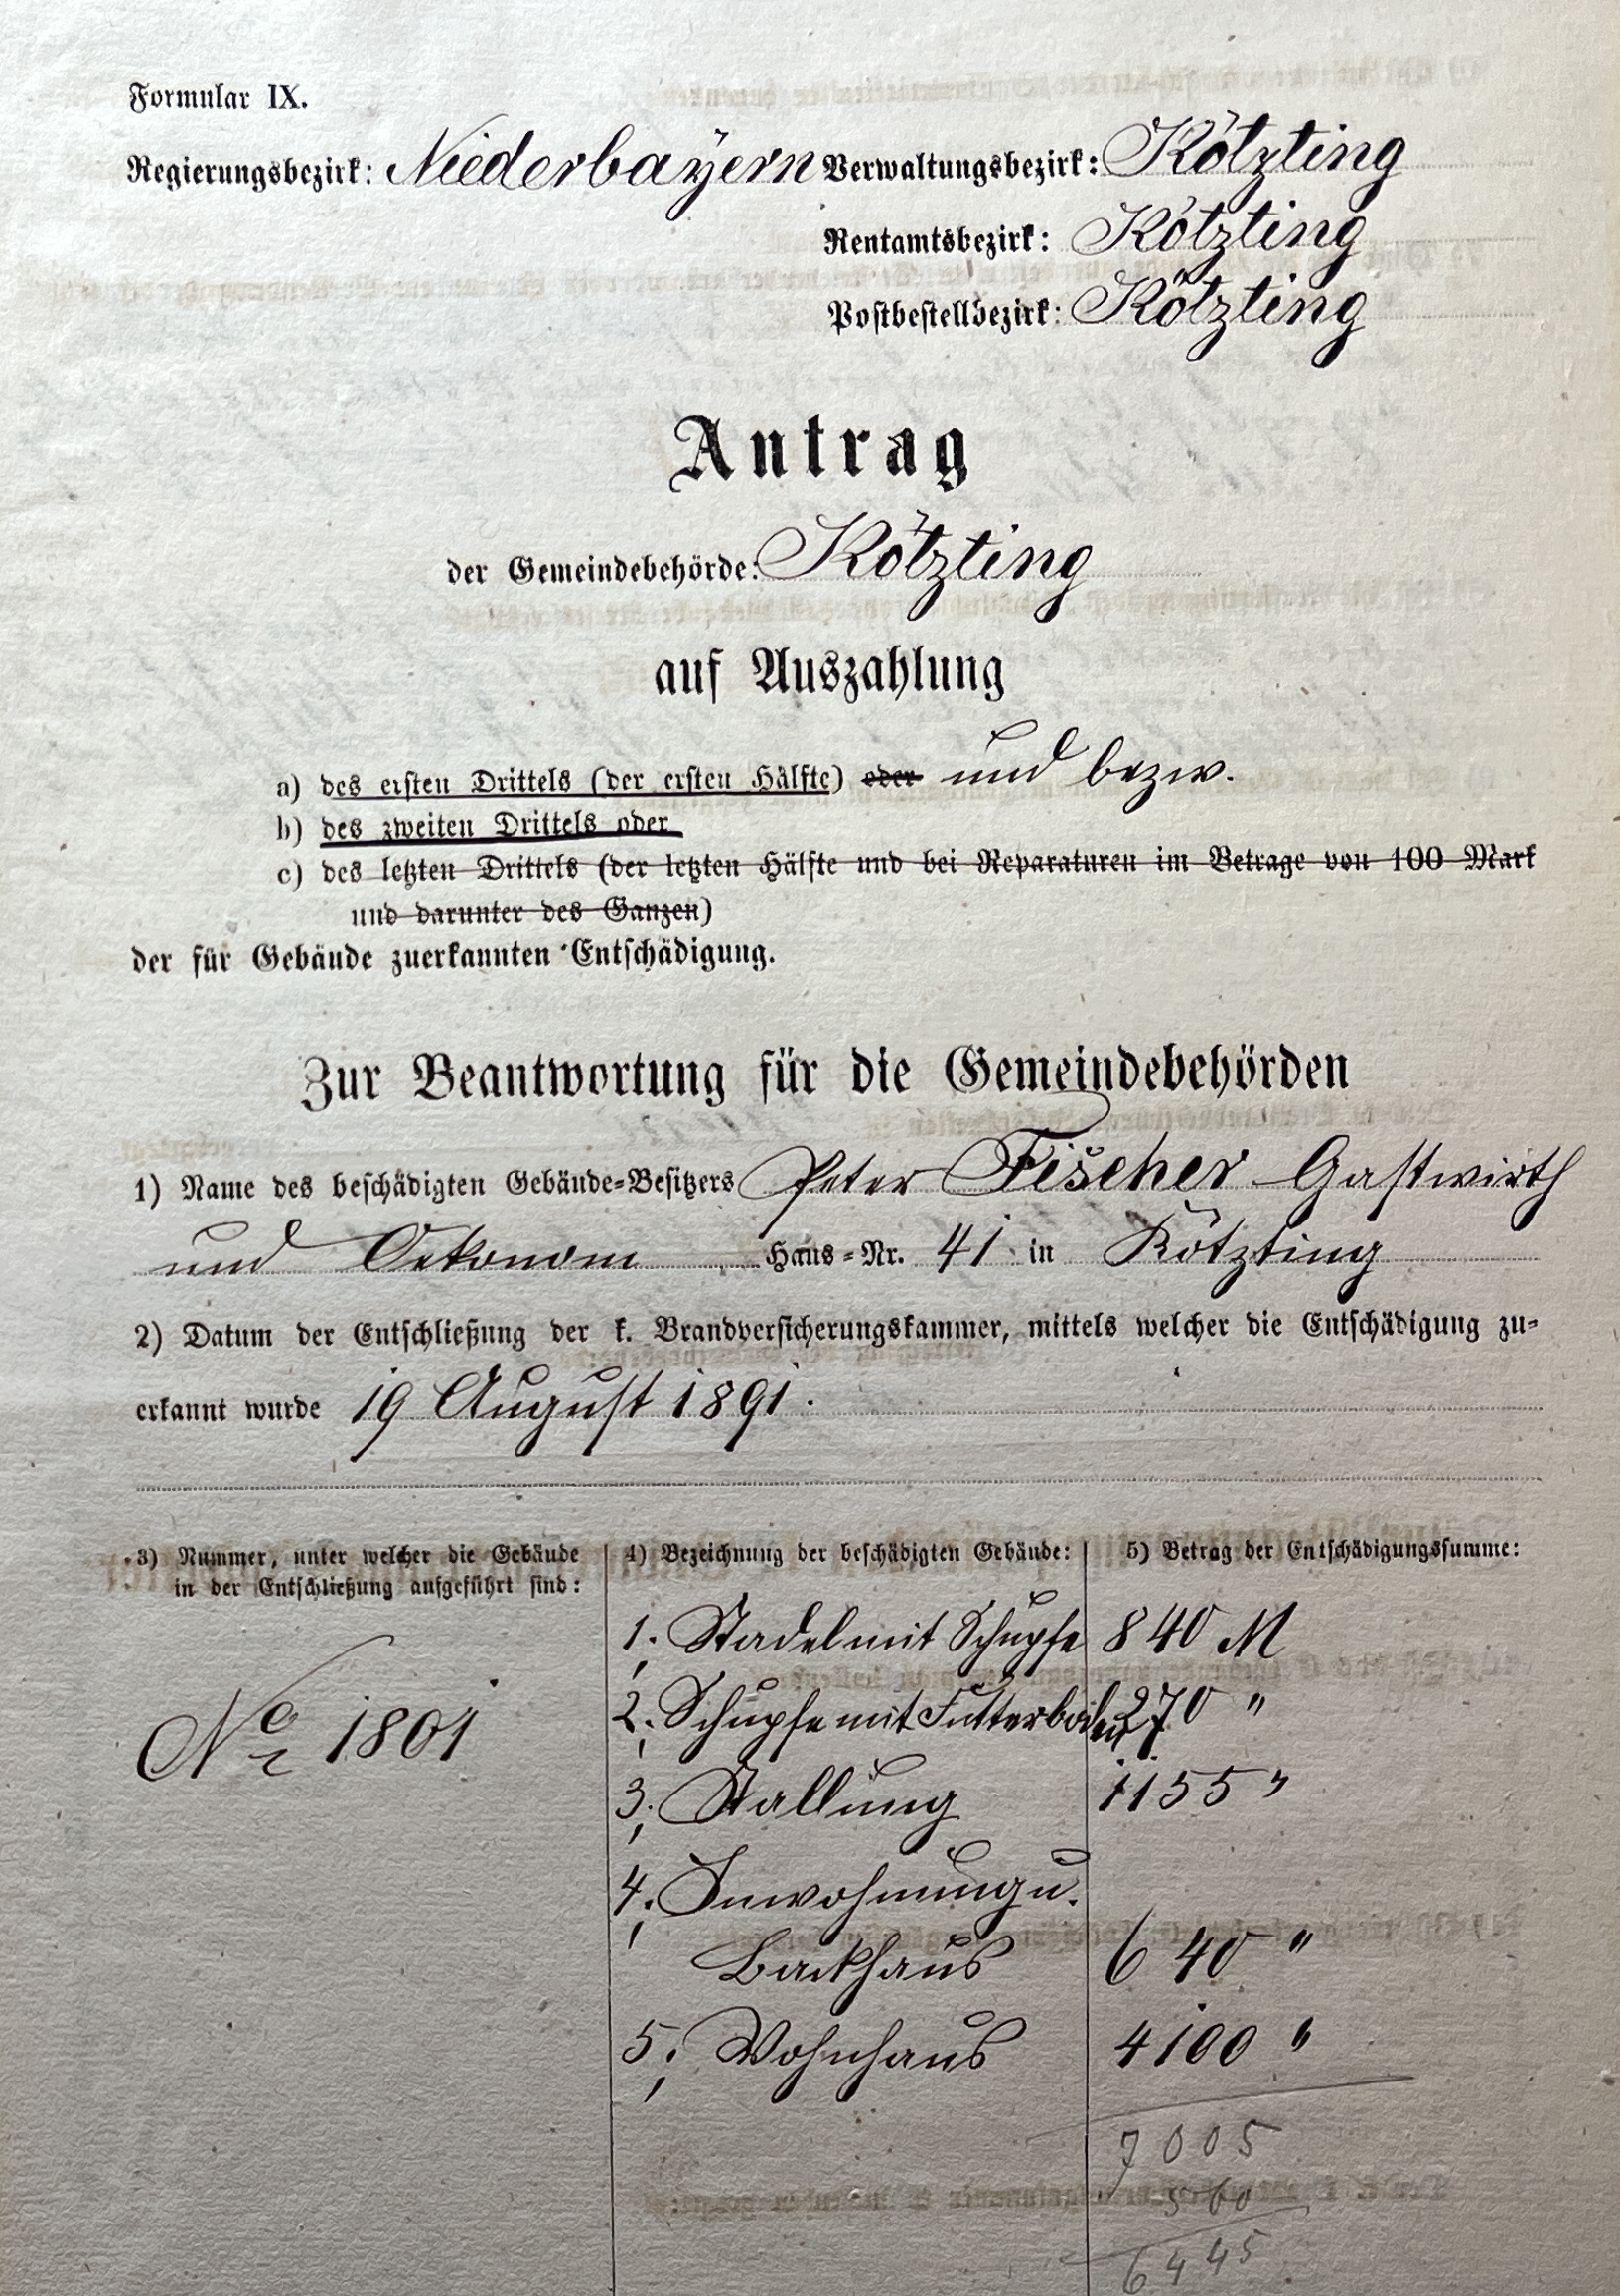 Formular IX.
Regierungsbezirk: Niederbayern Verwaltungsbezirk: Kötzting
Rentamtsbezirk: Kötzting
Postbestellbezirk: Kötzting
Antrag
der Gemeindebehörde: Kötzting
auf Auszahlung
a) des ersten Drittels (der ersten Hälfte) oder und bezw.
b) des zweiten Drittels oder
c) des letzten Drittels (der letzten Hälfte und bei Reparaturen im Betrage von 100 Mark
und darunter des Ganzen)
der für Gebäude zuerkannten Entschädigung.
Zur Beantwortung für die Gemeindebehörden
1) Name des beschädigten Gebäude-Besitzers Peter Fischer Gastwirth
und Oekonom Haus-Nr. 41 in Kötzting
2) Datum der Entschließung der k. Brandversicherungskammer, mittels welcher die Entschädigung zu-
erkannt wurde 19 August 1891.
3) Nummer, unter welcher die Gebäude
in der Entschließung aufgeführt sind:
No 1801
4) Bezeichnung der beschädigten Gebäude:
5) Betrag der Entschädigungssumme:
1; Stadel mit Schupfe 840 M
2; Schupfe mit Futterboden 270 "
3; Stallung 1155 "
4; Inwohnung u.
Backhaus 640 "
5; Wohnhaus 4100 "
7005
560
6445